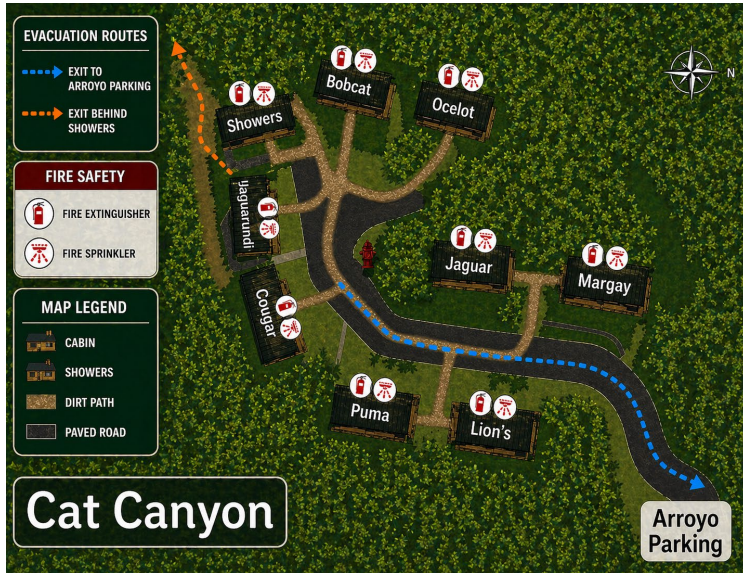 EVACUATION ROUTES
EXIT TO
ARROYO PARKING
EXIT BEHIND
SHOWERS
FIRE SAFETY
FIRE EXTINGUISHER
FIRE SPRINKLER
MAP LEGEND
CABIN
SHOWERS
DIRT PATH
PAVED ROAD
Showers
Bobcat
Ocelot
N
Jaguarundi
Cougar
Jaguar
Margay
Puma
Lion's
Cat Canyon
Arroyo
Parking